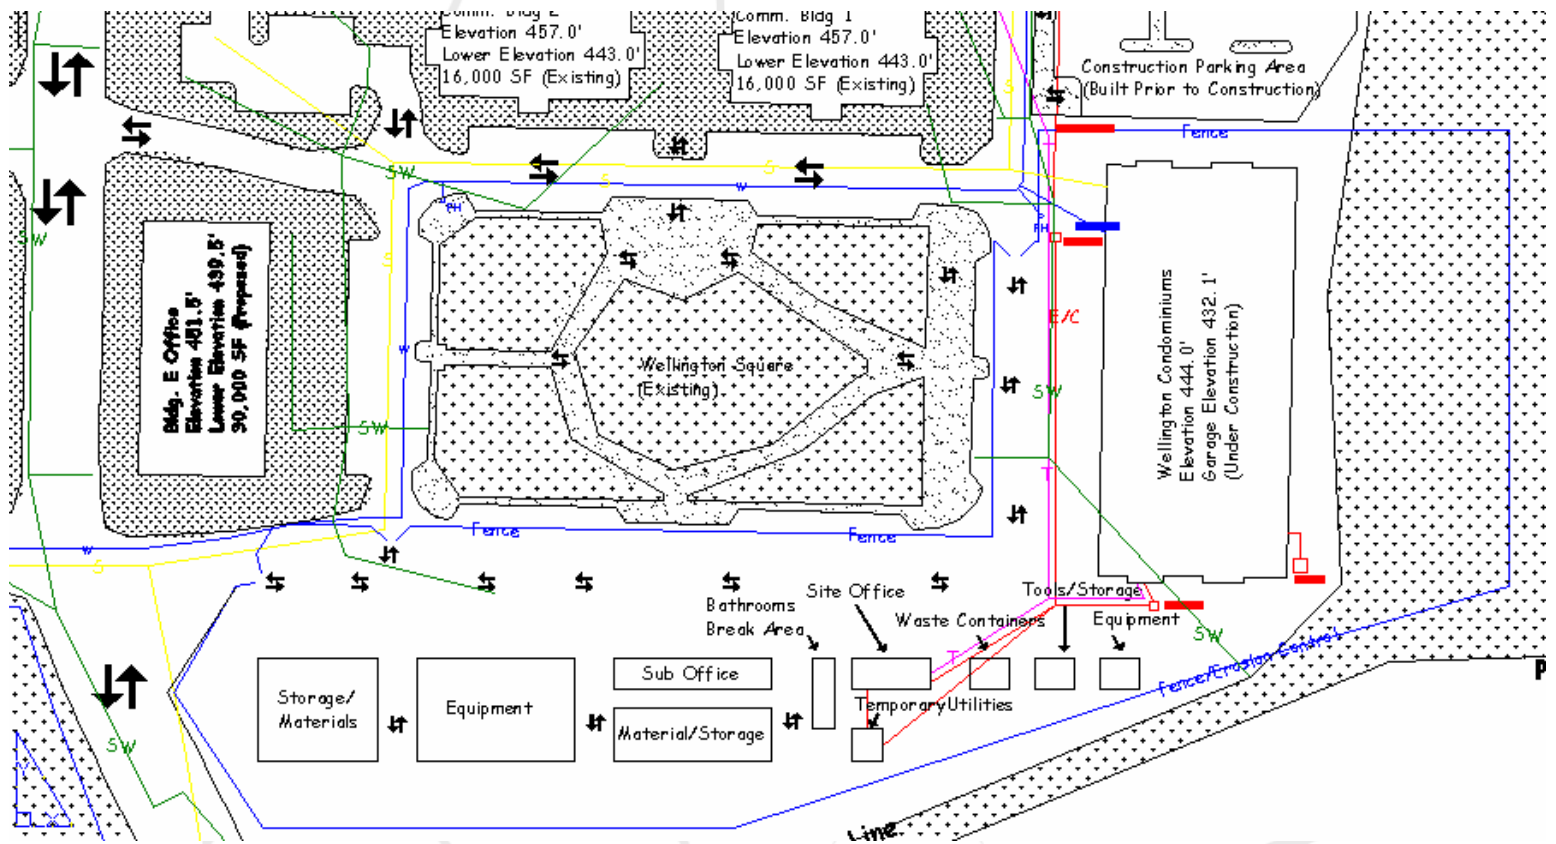 Comm. Bldg 2
Elevation 457.0'
Lower Elevation 443.0'
16,000 SF (Existing)
Comm. Bldg 1
Elevation 457.0'
Lower Elevation 443.0'
16,000 SF (Existing)
Construction Parking Area
(Built Prior to Construction)
Fence
S
T
S
S
SW
W
FH
FH
SW
S
Bldg. E Office
Elevation 451.5'
Lower Elevation 439.5'
30,000 SF (Proposed)
W
Wellington Square
(Existing)
E/C
SW
T
SW
Wellington Condominiums
Elevation 444.0'
Garage Elevation 432.1'
(Under Construction)
Fence
Fence
W
S
Bathrooms
Break Area
Site Office
Waste Containers
Tools/Storage
Equipment
SW
T
Fence/Erosion Control
Storage/
Materials
Equipment
Sub Office
Material/Storage
Temporary Utilities
SW
P
Line